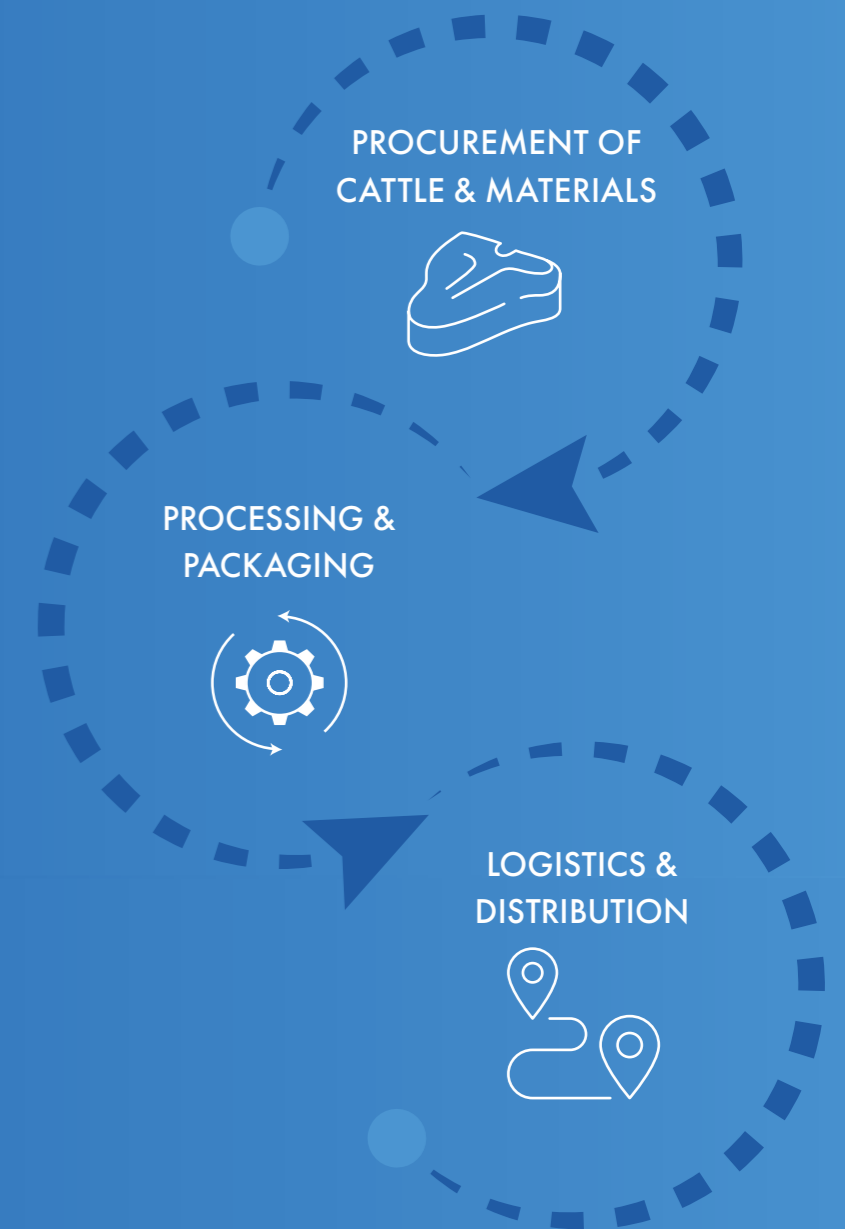 PROCUREMENT OF
CATTLE & MATERIALS
PROCESSING &
PACKAGING
LOGISTICS &
DISTRIBUTION